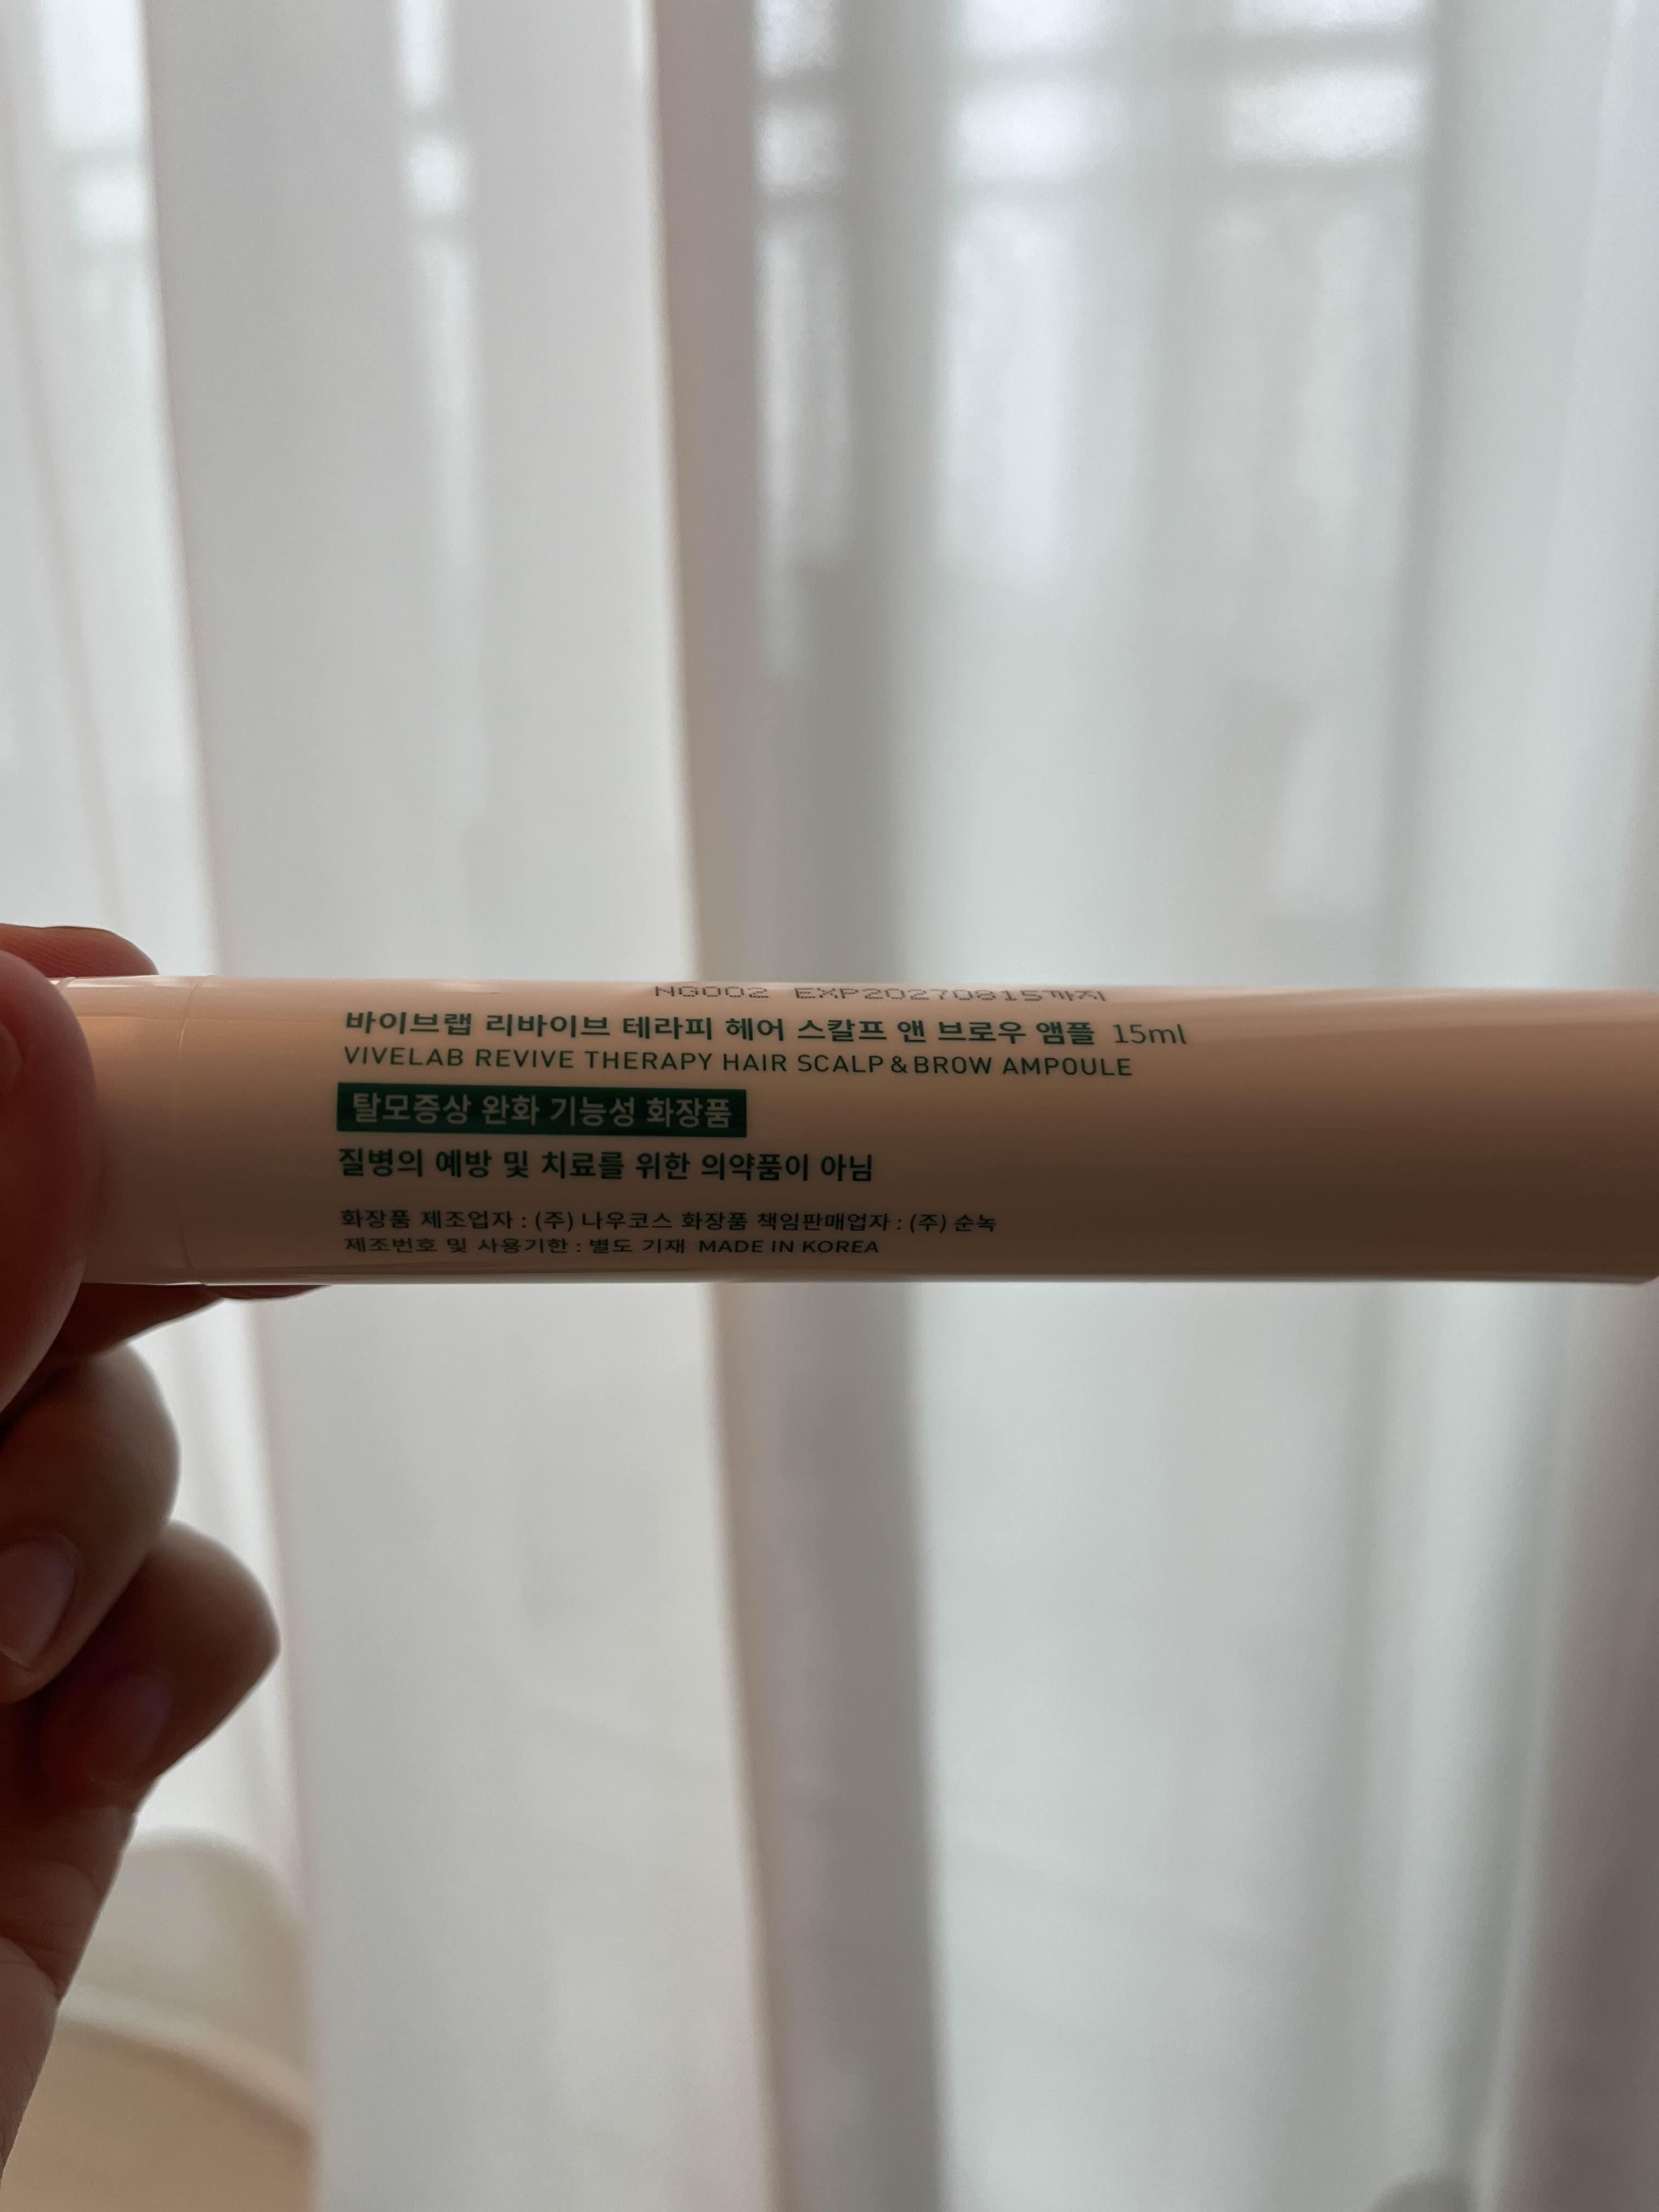 NG002 EXP20270815까지
바이브랩 리바이브 테라피 헤어 스칼프 앤 브로우 앰플 15ml
VIVELAB REVIVE THERAPY HAIR SCALP & BROW AMPOULE
탈모증상 완화 기능성 화장품
질병의 예방 및 치료를 위한 의약품이 아님
화장품 제조업자 : (주) 나우코스 화장품 책임판매업자 : (주) 순녹
제조번호 및 사용기한 : 별도 기재 MADE IN KOREA